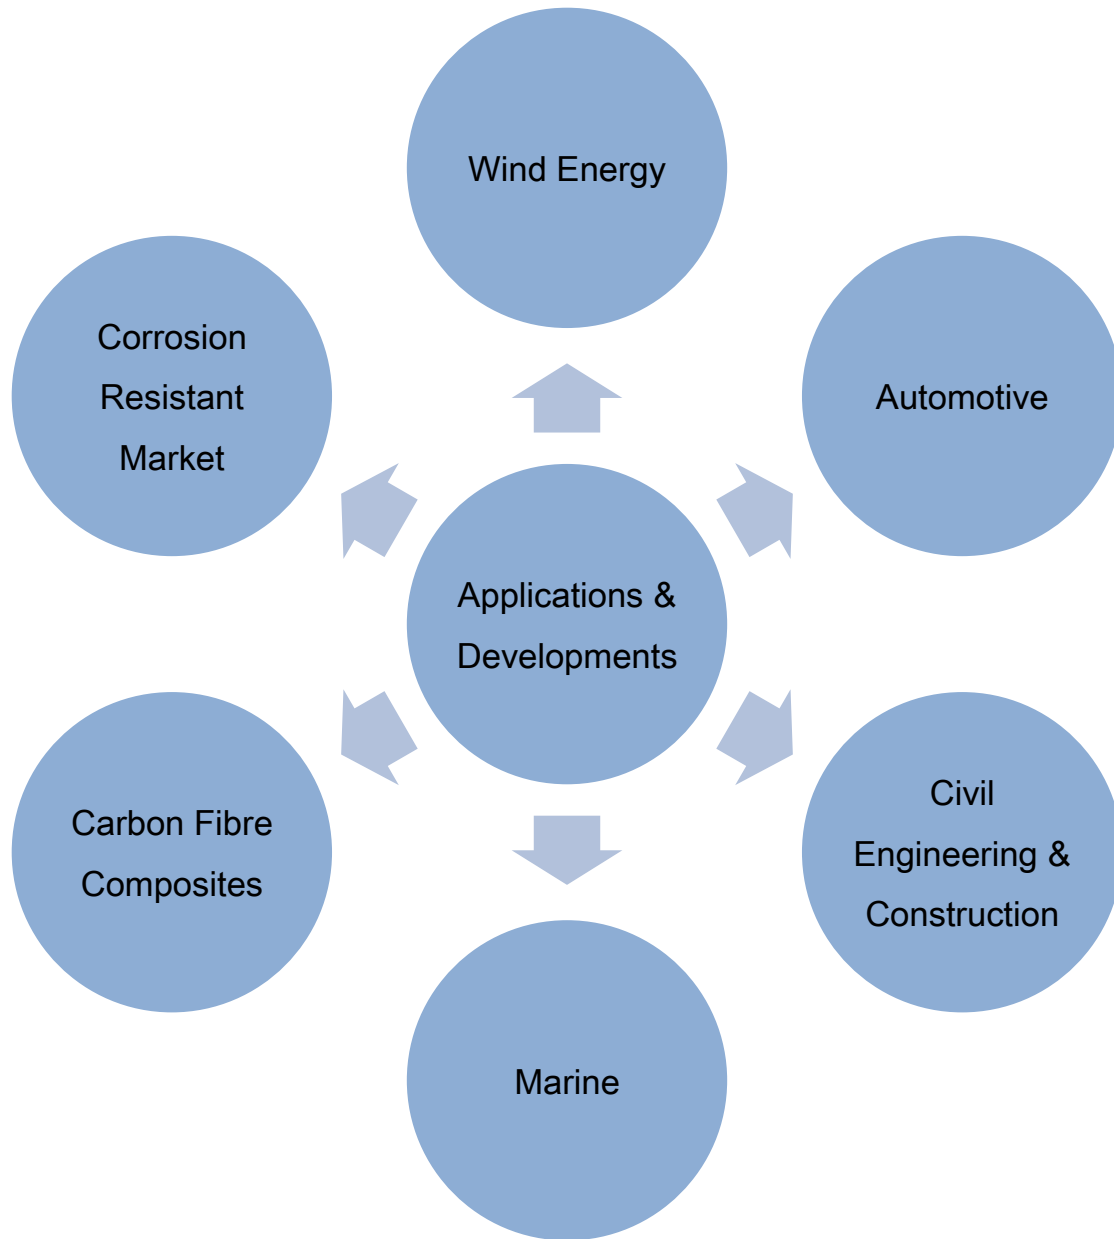 Wind Energy
Corrosion
Resistant
Market
Automotive
Applications &
Developments
Carbon Fibre
Composites
Civil
Engineering &
Construction
Marine